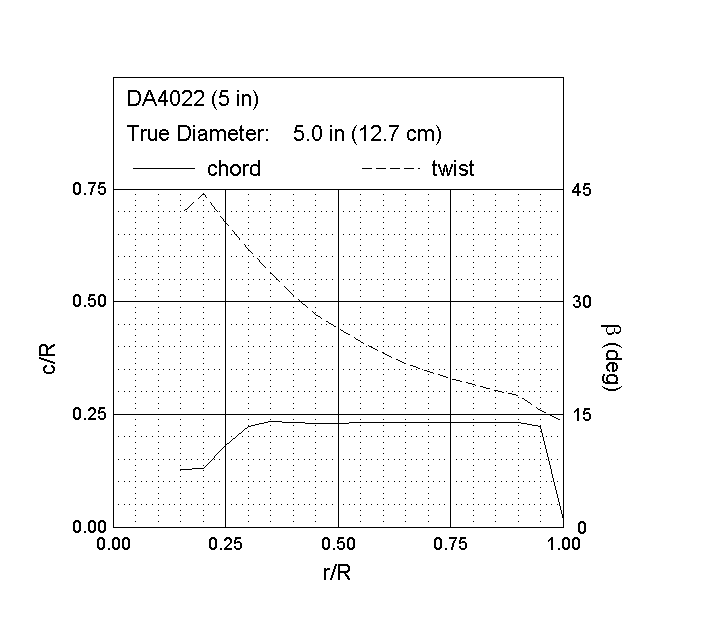 DA4022 (5 in)
True Diameter: 5.0 in (12.7 cm)
chord twist
0.75 45
0.50 30
c/R β (deg)
0.25 15
0.00 0
0.00 0.25 0.50 0.75 1.00
r/R